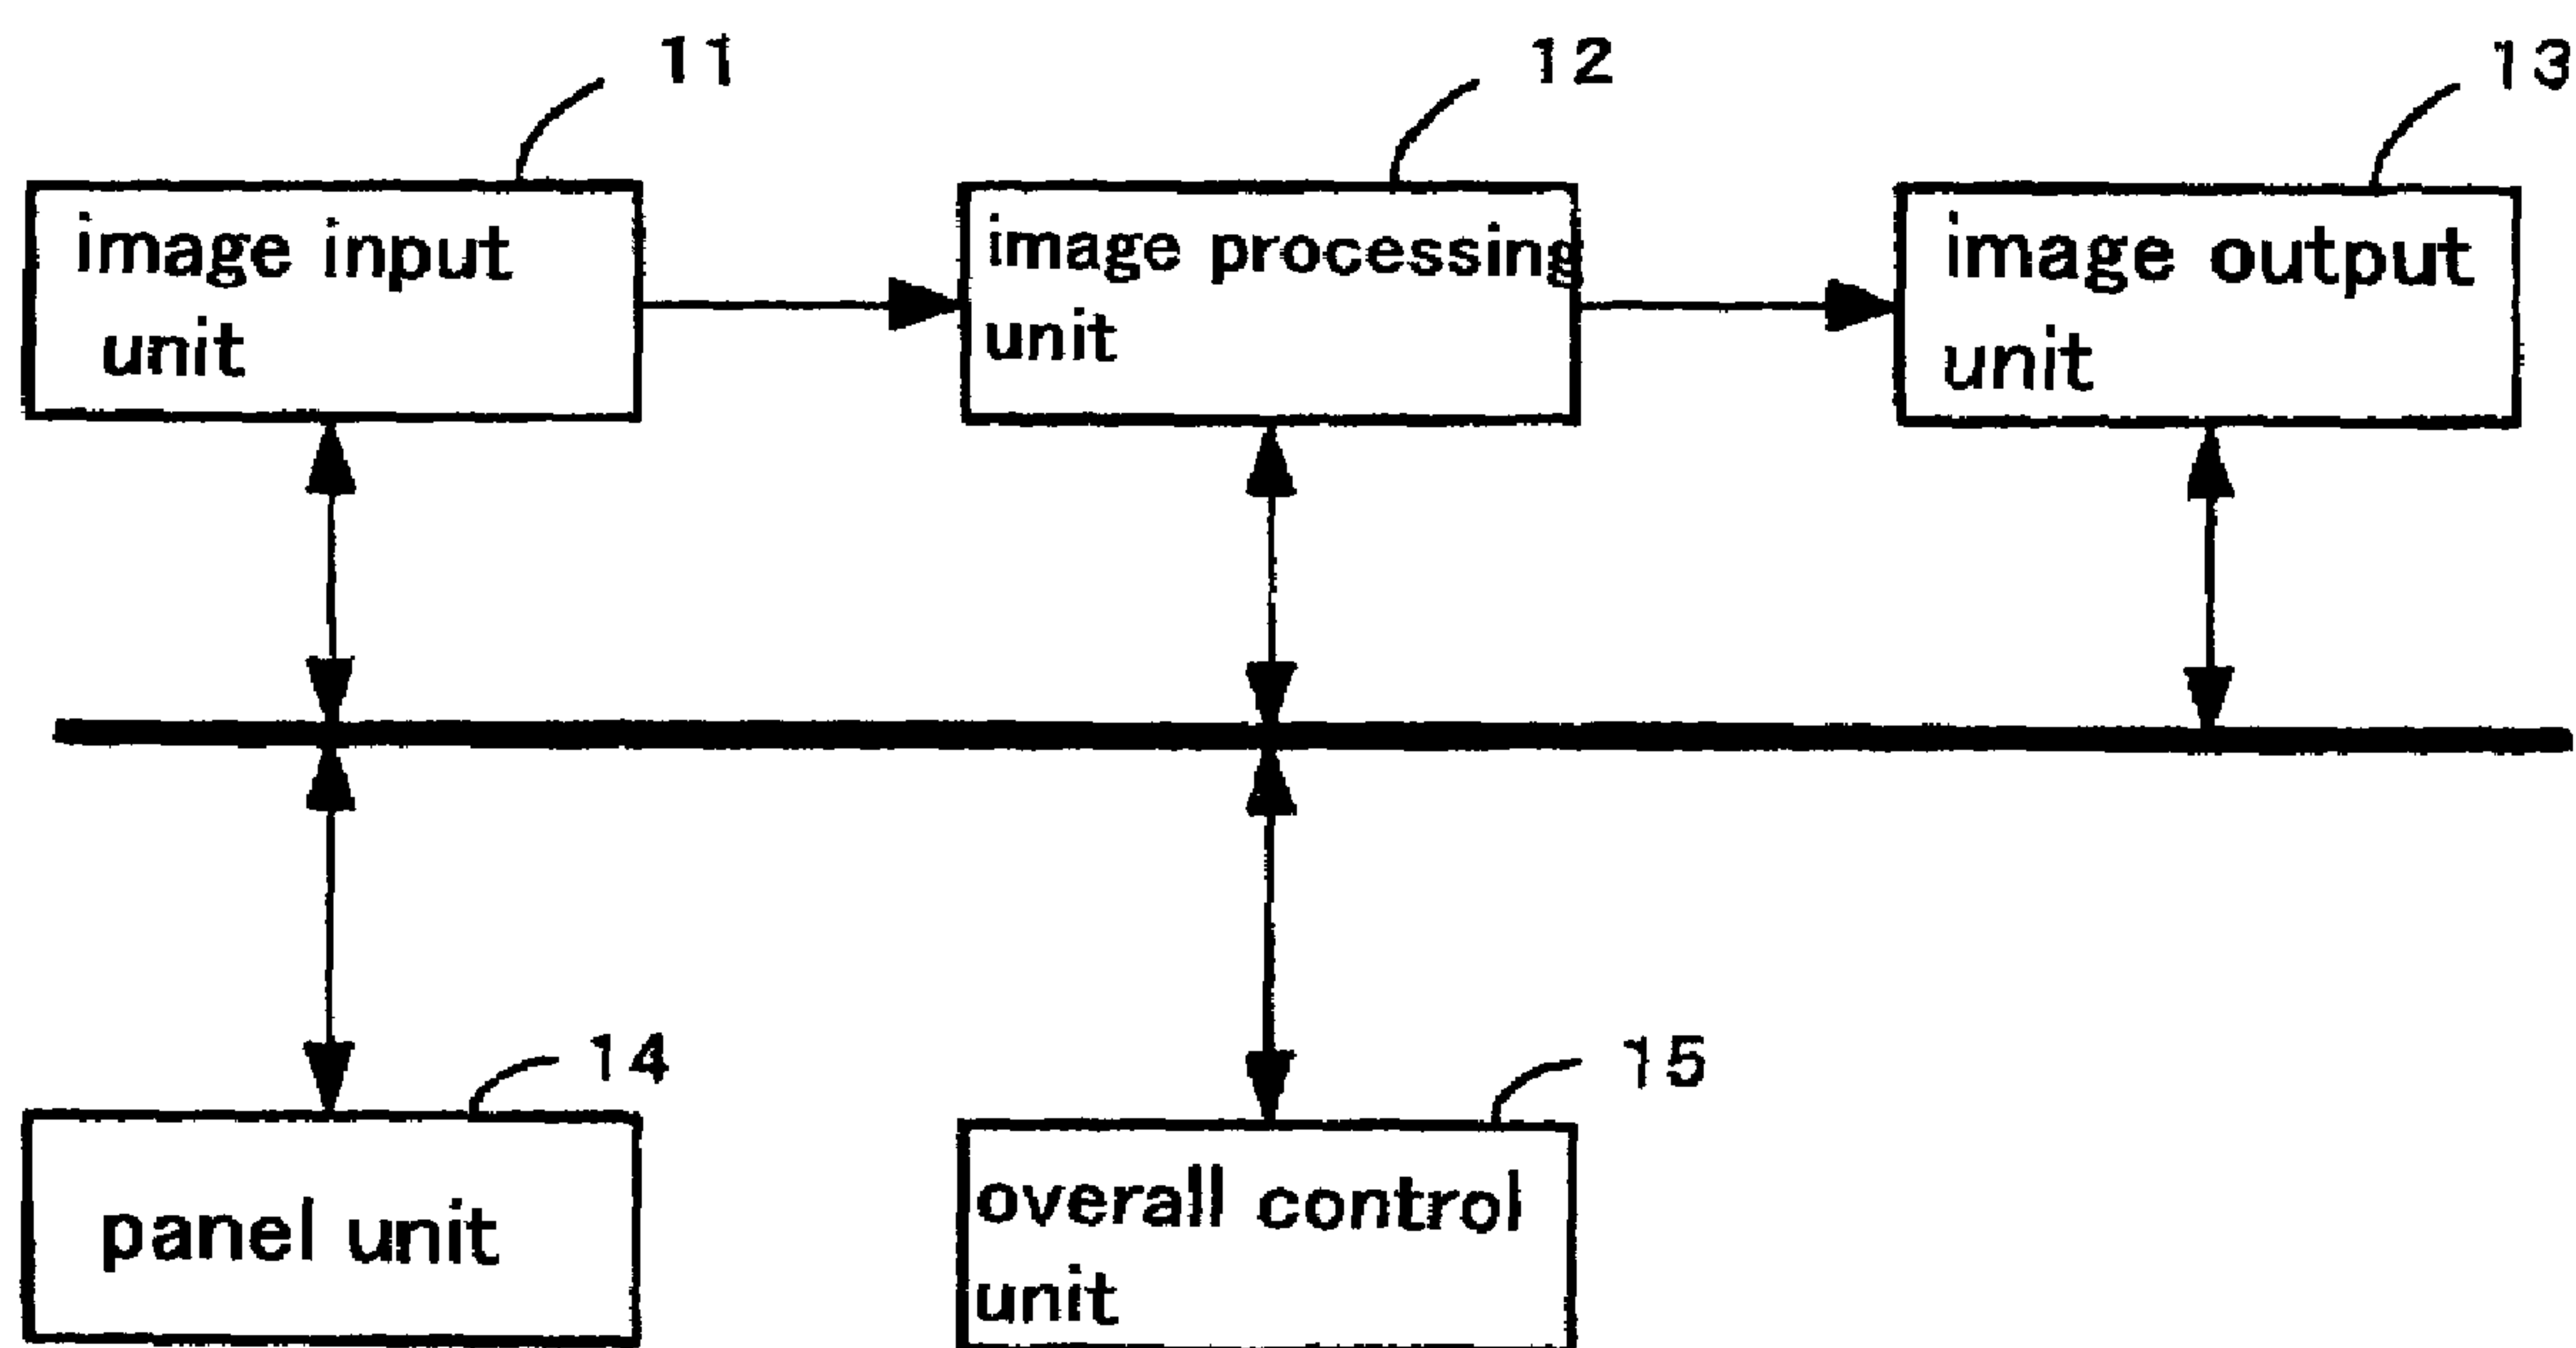 11
12
13
image input
unit
image processing
unit
image output
unit
14
15
panel unit
overall control
unit